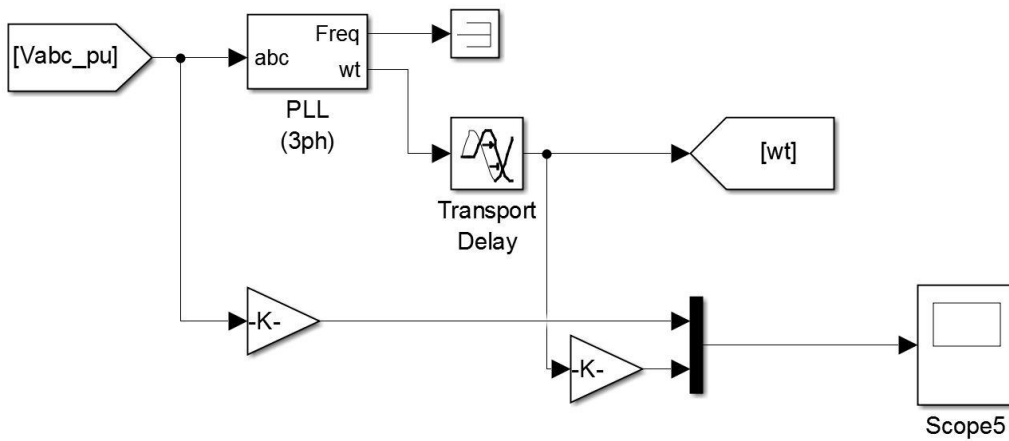 [Vabc_pu]
abc
Freq
wt
PLL
(3ph)
Transport
Delay
[wt]
-K-
-K-
Scope5